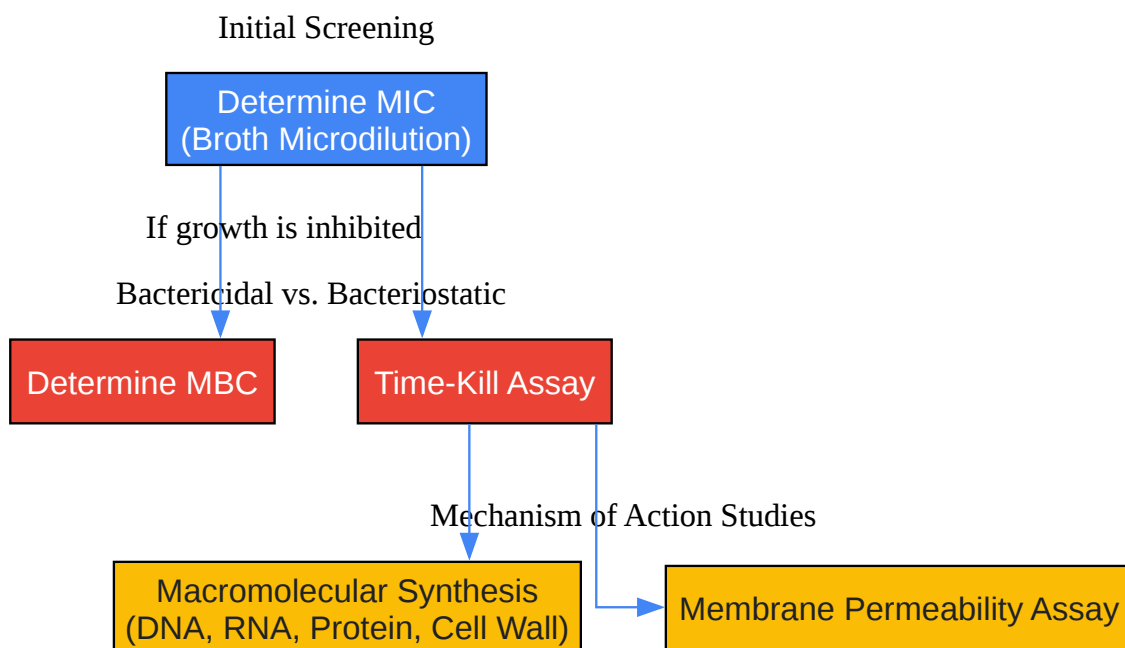 Initial Screening
Determine MIC
(Broth Microdilution)
If growth is inhibited
Bactericidal vs. Bacteriostatic
Determine MBC
Time-Kill Assay
Mechanism of Action Studies
Macromolecular Synthesis
(DNA, RNA, Protein, Cell Wall)
Membrane Permeability Assay